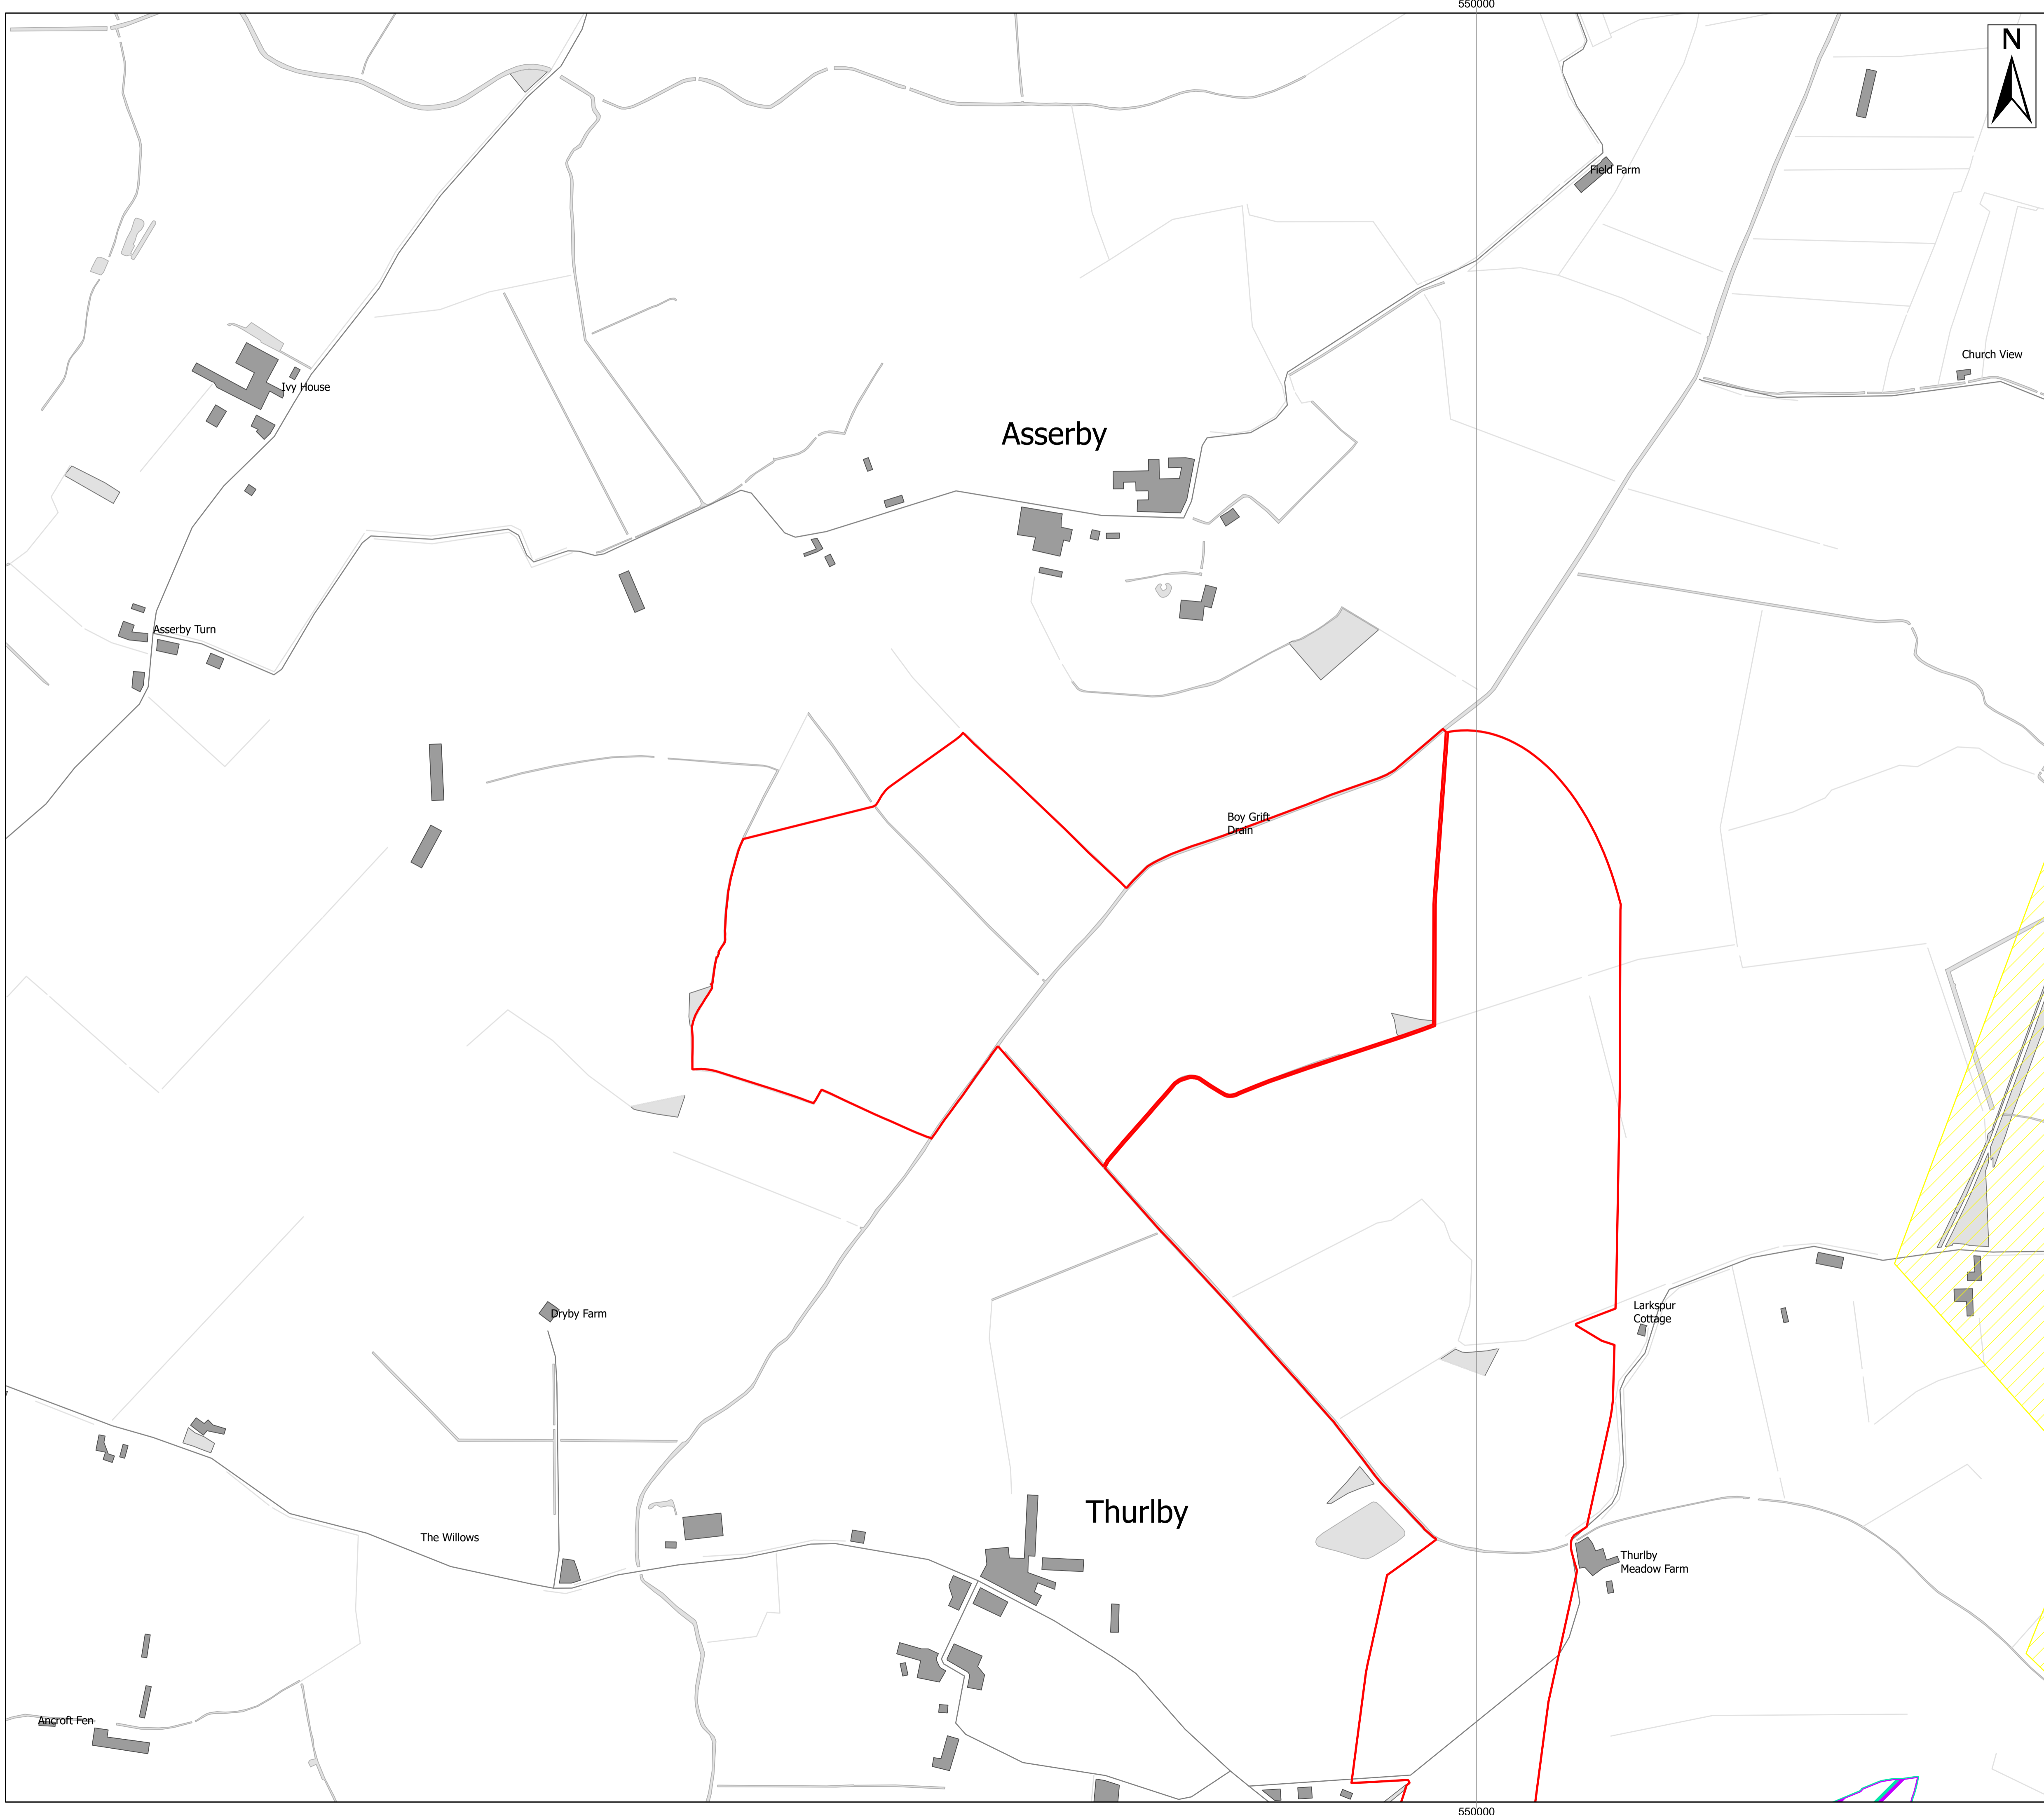 550000
N
Field Farm
Church View
Ivy House
Asserby
Asserby Turn
Boy Grift
Drain
Dryby Farm
Larkspur
Cottage
Thurlby
The Willows
Thurlby
Meadow Farm
Ancroft Fen
550000